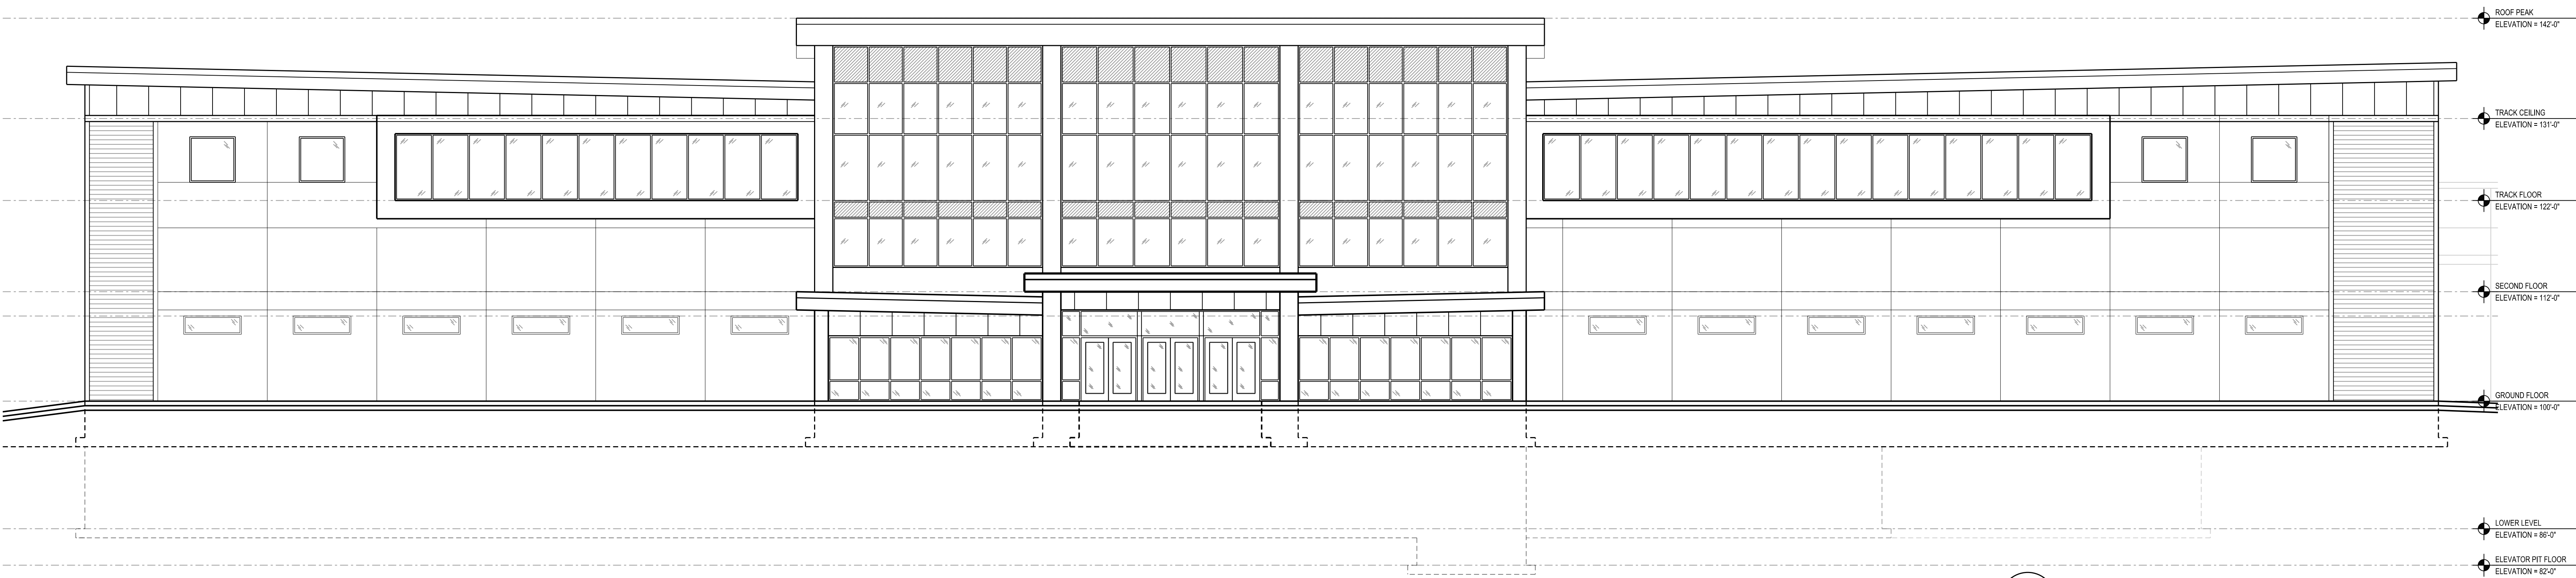 ROOF PEAK
ELEVATION = 142'-0"
TRACK CEILING
ELEVATION = 131'-0"
TRACK FLOOR
ELEVATION = 122'-0"
SECOND FLOOR
ELEVATION = 112'-0"
GROUND FLOOR
ELEVATION = 100'-0"
LOWER LEVEL
ELEVATION = 86'-0"
ELEVATOR PIT FLOOR
ELEVATION = 82'-0"